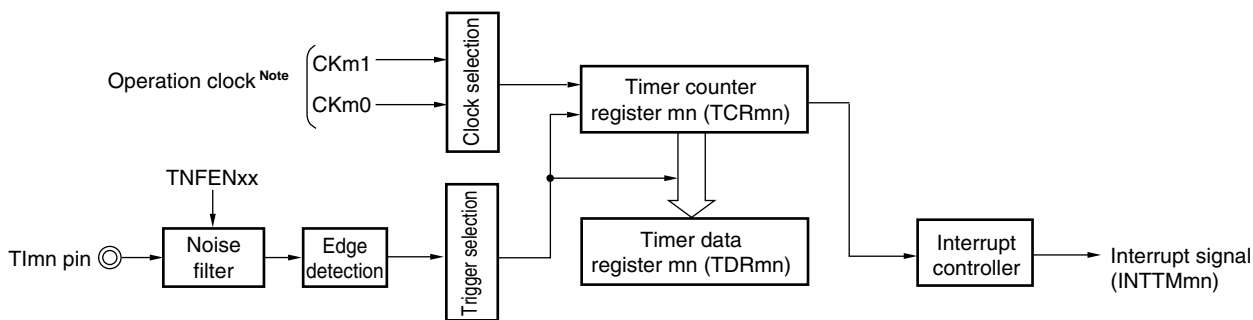 Operation clock Note
CKm1
CKm0
Clock selection
Timer counter
register mn (TCRmn)
TNFENxx
TImn pin
Noise
filter
Edge
detection
Trigger selection
Timer data
register mn (TDRmn)
Interrupt
controller
Interrupt signal
(INTTMmn)